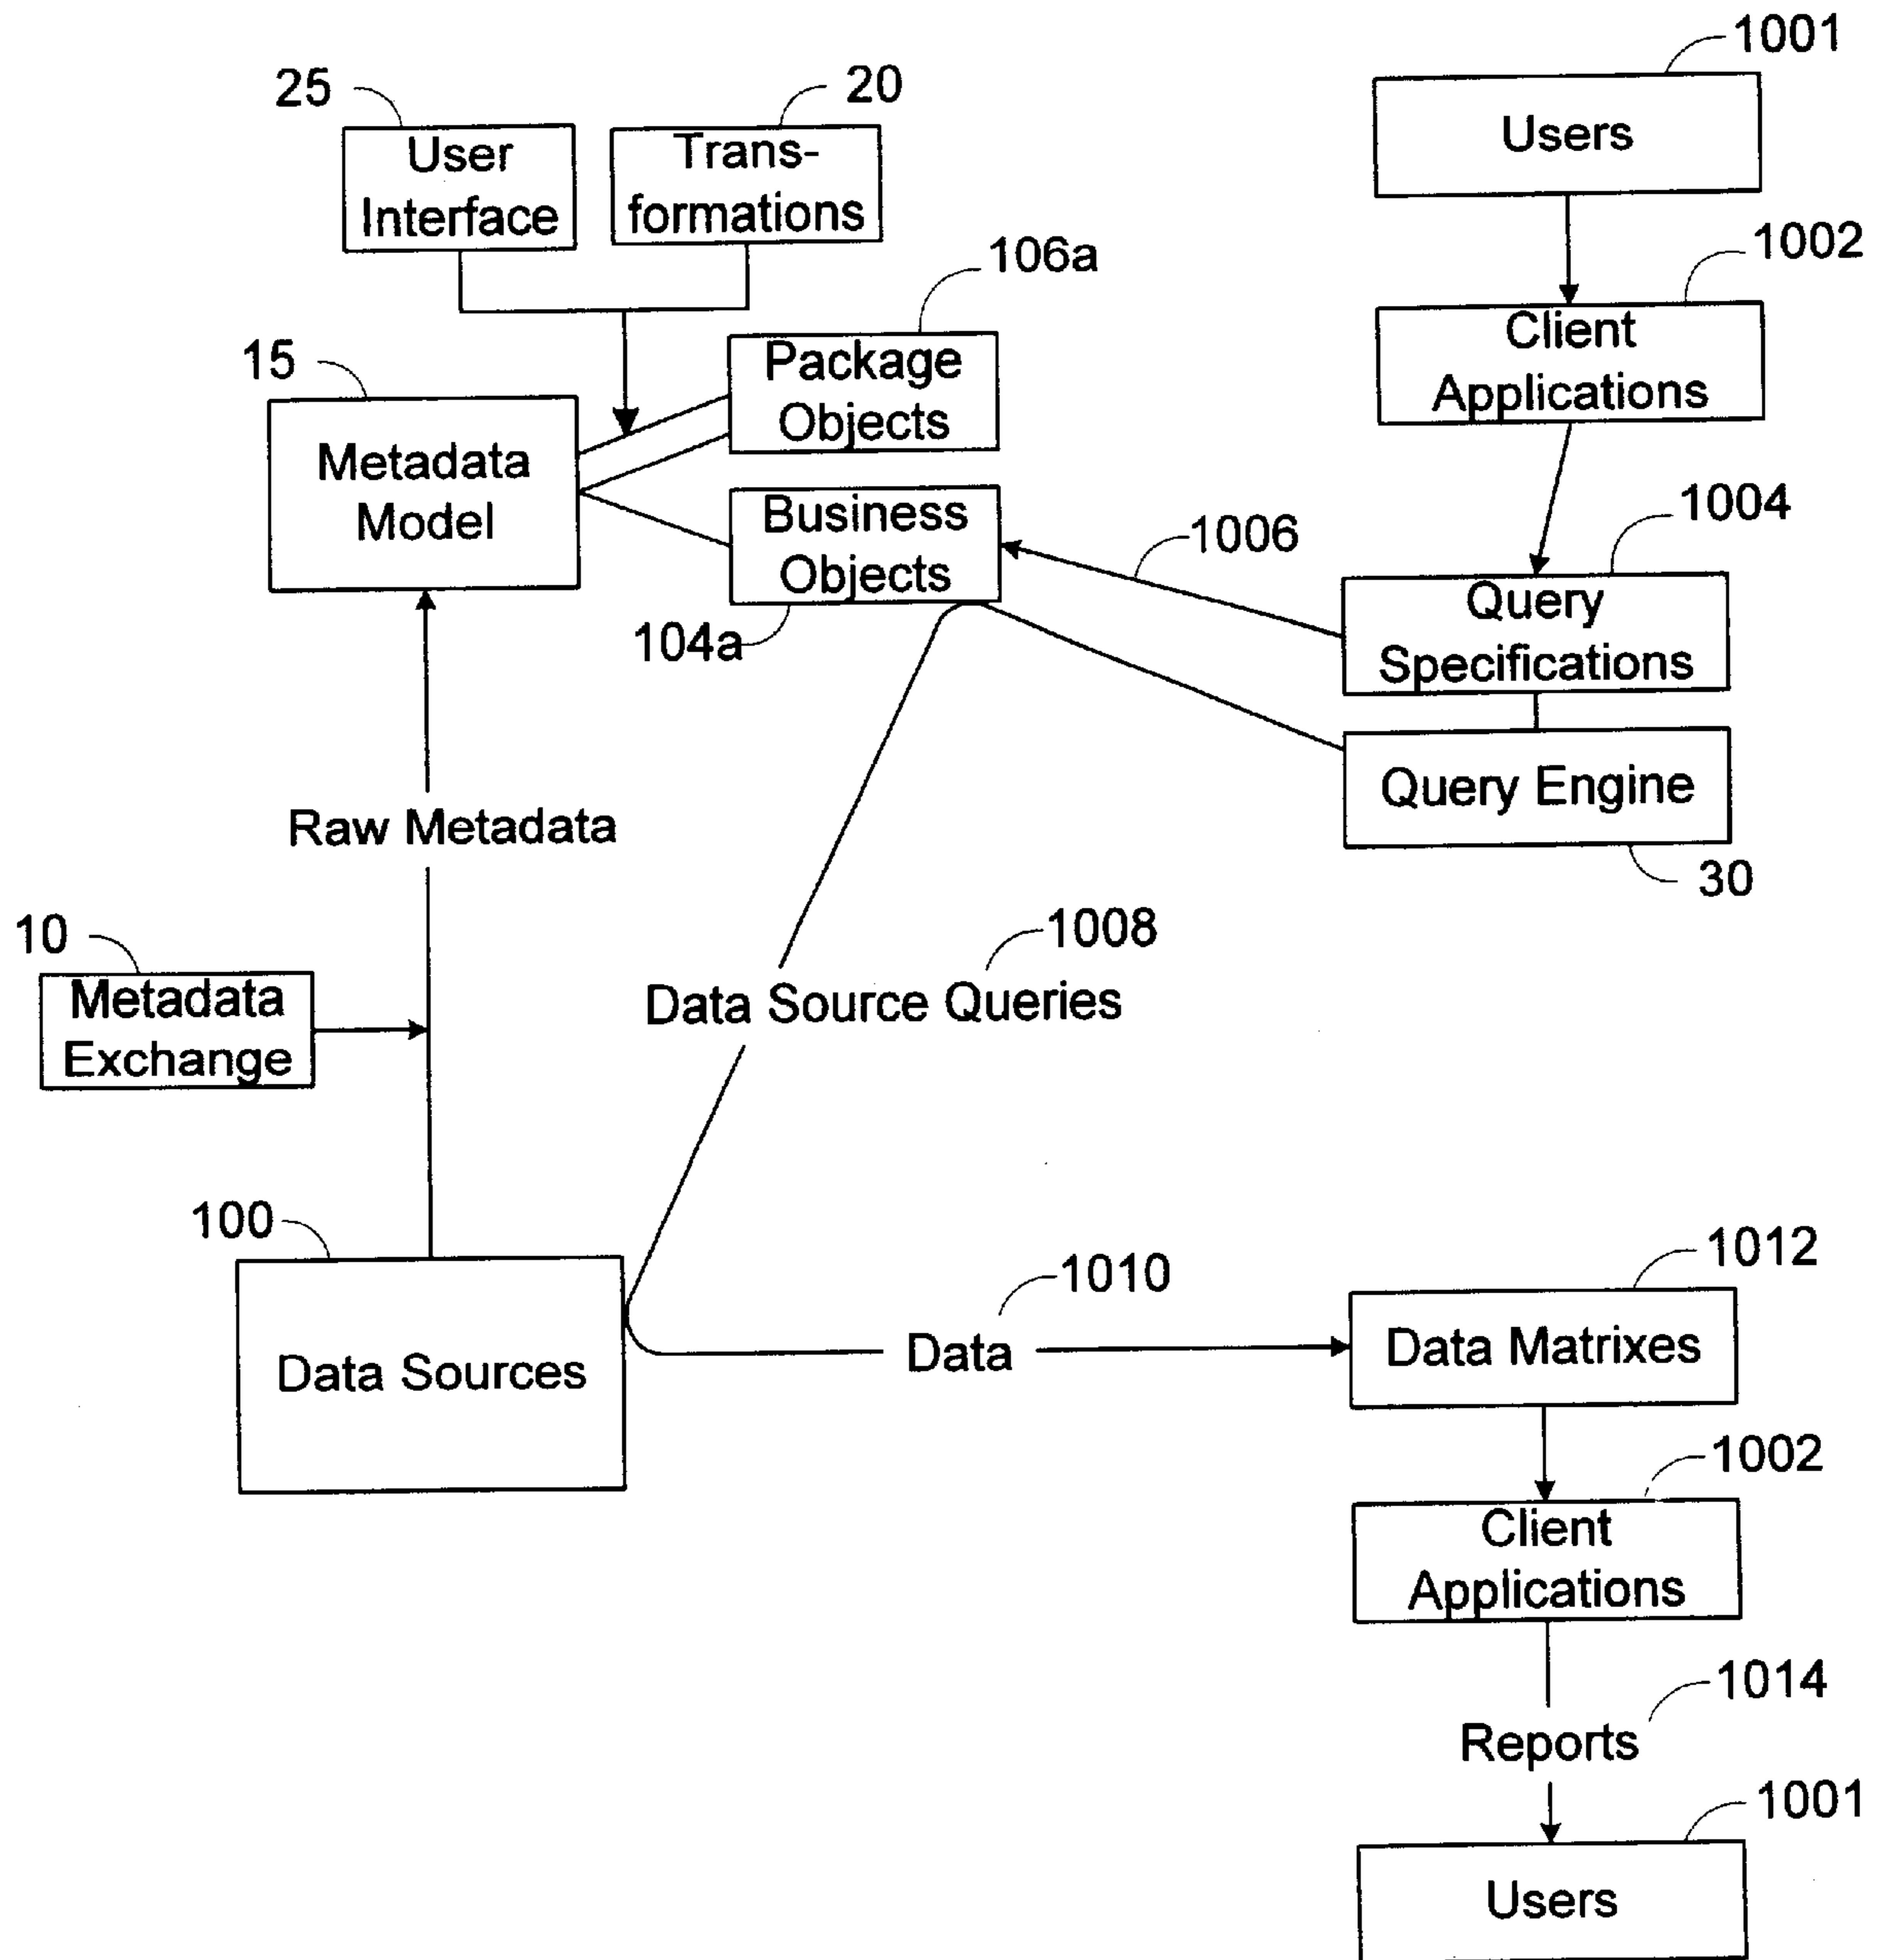 1001
25
20
Users
User
Interface
Trans-
formations
1002
106a
Client
Applications
15
Package
Objects
Metadata
Model
1004
Business
Objects
1006
104a
Query
Specifications
Query Engine
30
Raw Metadata
10
1008
Metadata
Exchange
Data Source Queries
100
1010
1012
Data Sources
Data
Data Matrixes
1002
Client
Applications
1014
Reports
1001
Users